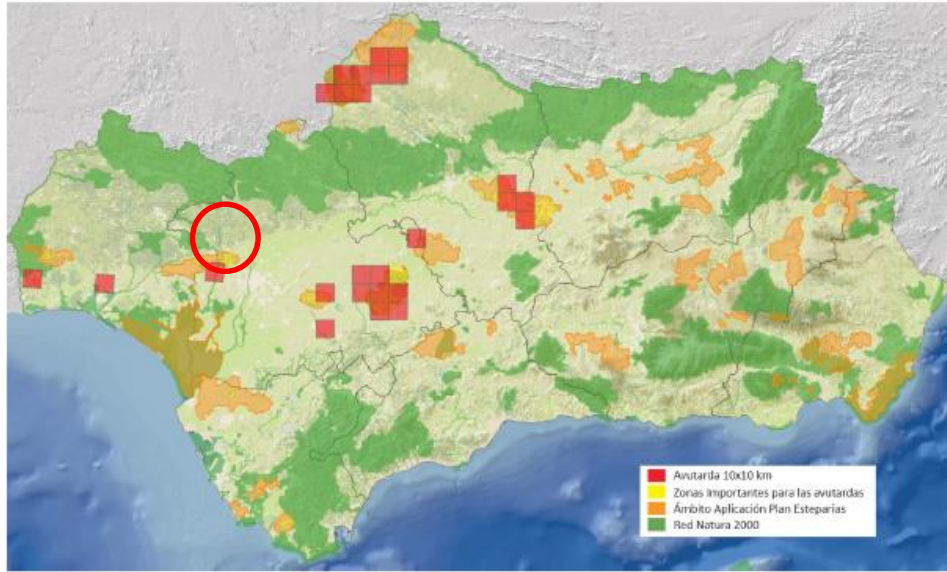 Avutarda 10x10 km
Zonas Importantes para las avutardas
Ámbito Aplicación Plan Esteparias
Red Natura 2000